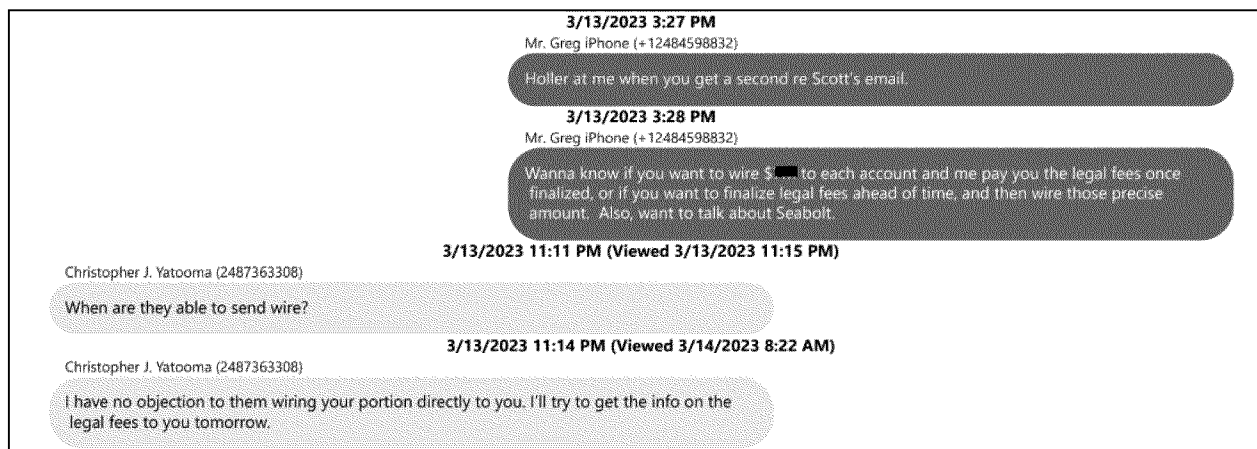 3/13/2023 3:27 PM
Mr. Greg iPhone (+12484598832)
Holler at me when you get a second re Scott's email.
3/13/2023 3:28 PM
Mr. Greg iPhone (+12484598832)
Wanna know if you want to wire $ to each account and me pay you the legal fees once
finalized, or if you want to finalize legal fees ahead of time, and then wire those precise
amount. Also, want to talk about Seabolt.
3/13/2023 11:11 PM (Viewed 3/13/2023 11:15 PM)
Christopher J. Yatooma (2487363308)
When are they able to send wire?
3/13/2023 11:14 PM (Viewed 3/14/2023 8:22 AM)
Christopher J. Yatooma (2487363308)
I have no objection to them wiring your portion directly to you. I'll try to get the info on the
legal fees to you tomorrow.